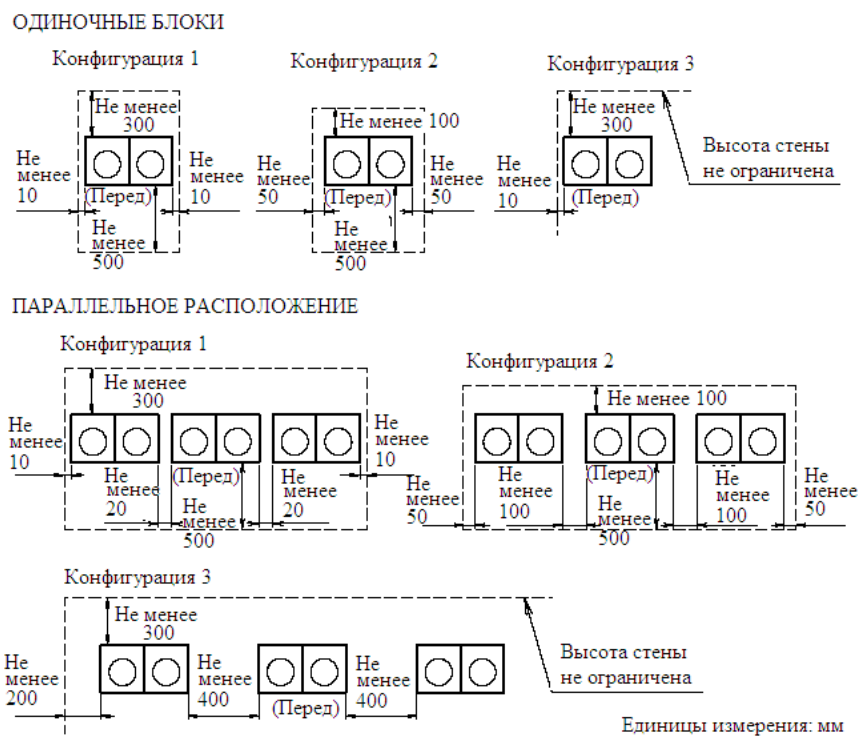 ОДИНОЧНЫЕ БЛОКИ
Конфигурация 1
Не менее
300
Не
менее
10
Не
менее
10
(Перед)
Не
менее
500
Конфигурация 2
Не менее 100
Не
менее
50
Не
менее
50
(Перед)
Не
менее
500
Конфигурация 3
Не менее
300
Не
менее
10
(Перед)
Высота стены
не ограничена
ПАРАЛЛЕЛЬНОЕ РАСПОЛОЖЕНИЕ
Конфигурация 1
Не менее
300
Не
менее
10
Не
менее
10
(Перед)
Не
менее
20
Не
менее
500
Не
менее
20
Конфигурация 2
Не менее 100
(Перед)
Не
менее
50
Не
менее
100
Не
менее
500
Не
менее
100
Не
менее
50
Конфигурация 3
Не менее
300
Не
менее
200
Не
менее
400
(Перед)
Не
менее
400
Высота стены
не ограничена
Единицы измерения: мм